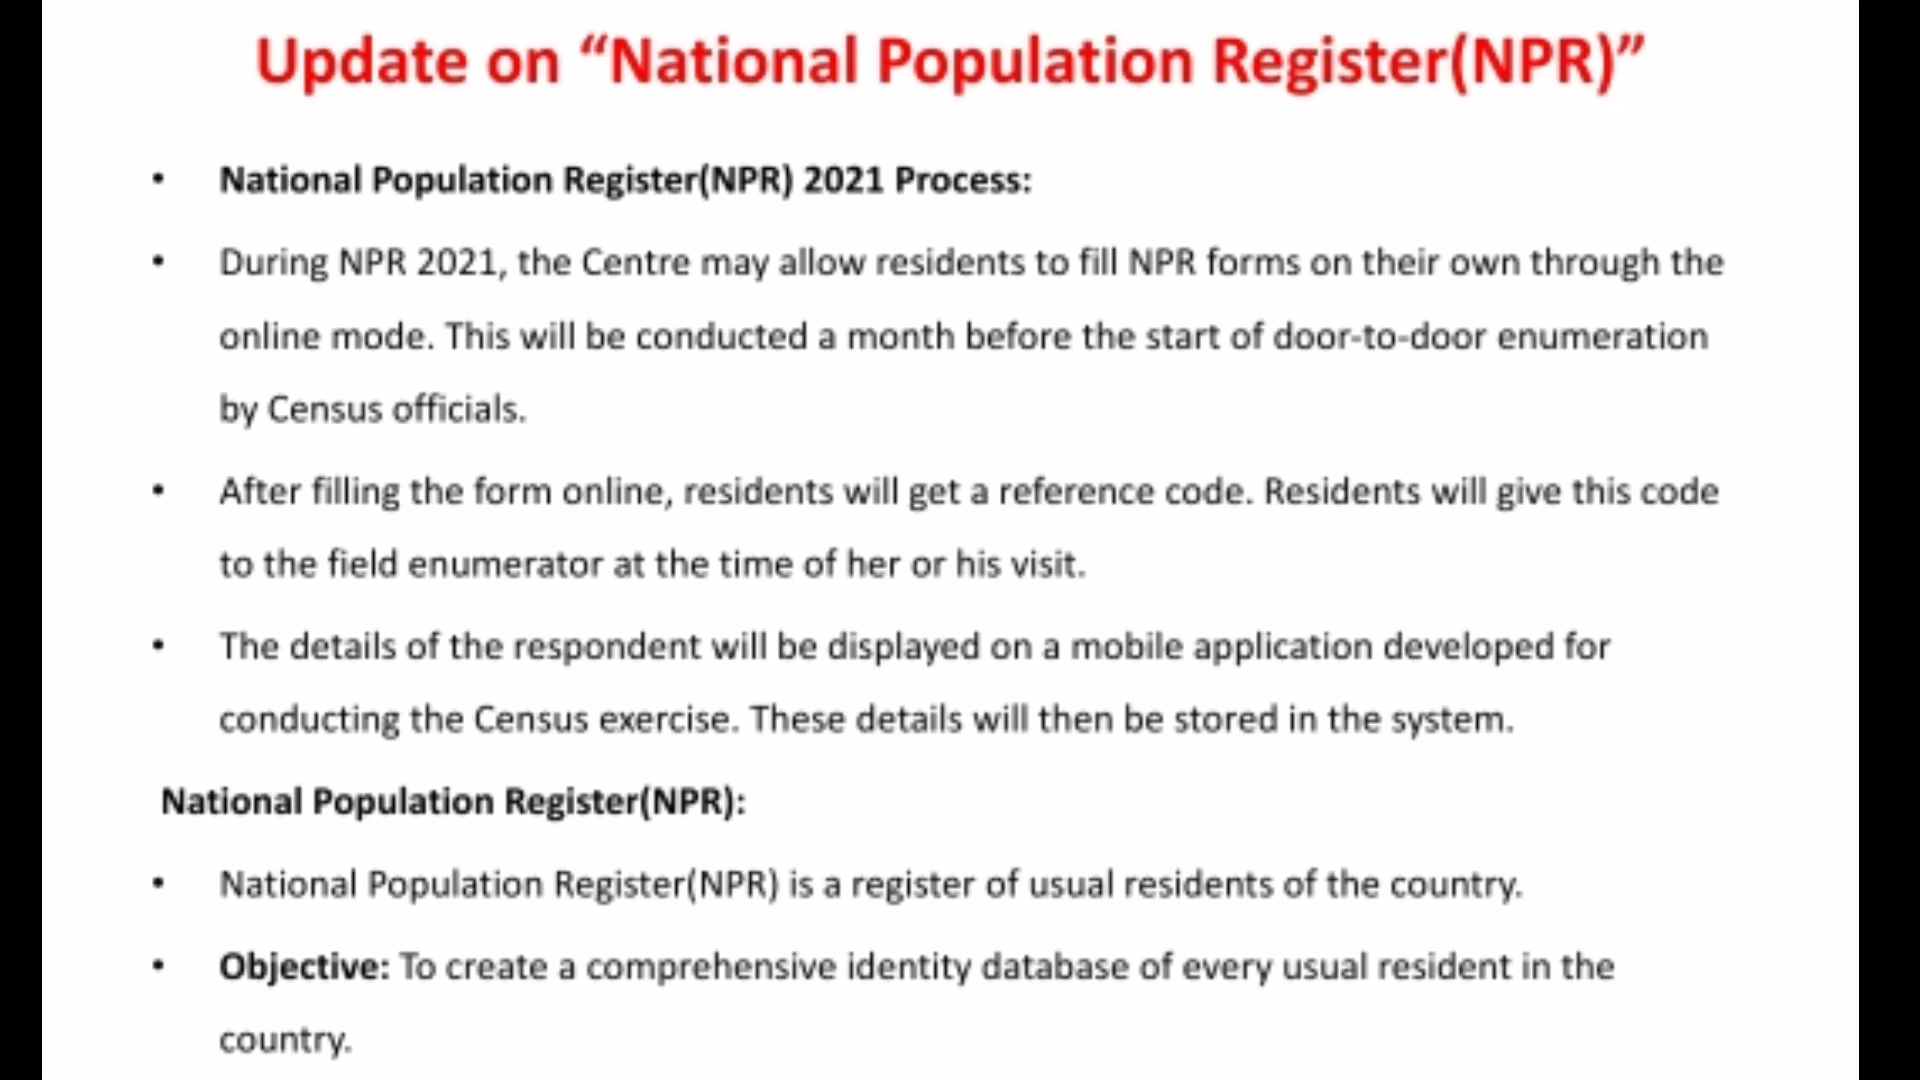 Update on “National Population Register(NPR)”
• National Population Register(NPR) 2021 Process:
• During NPR 2021, the Centre may allow residents to fill NPR forms on their own through the
online mode. This will be conducted a month before the start of door-to-door enumeration
by Census officials.
• After filling the form online, residents will get a reference code. Residents will give this code
to the field enumerator at the time of her or his visit.
• The details of the respondent will be displayed on a mobile application developed for
conducting the Census exercise. These details will then be stored in the system.
National Population Register(NPR):
• National Population Register(NPR) is a register of usual residents of the country.
• Objective: To create a comprehensive identity database of every usual resident in the
country.